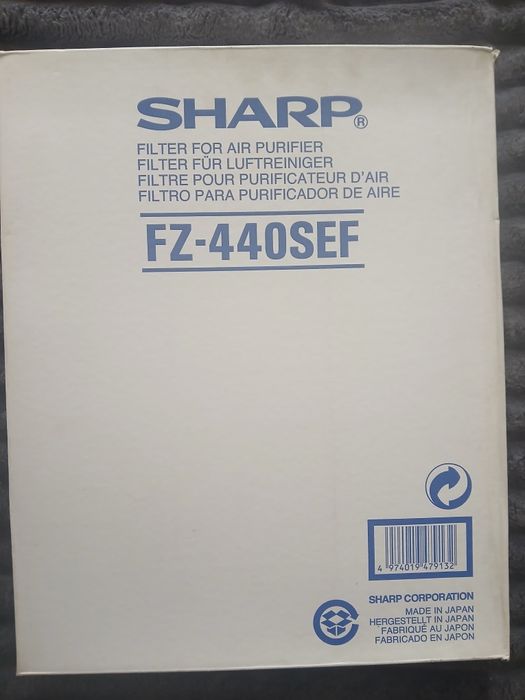 SHARP®
FILTER FOR AIR PURIFIER
FILTER FÜR LUFTREINIGER
FILTRE POUR PURIFICATEUR D'AIR
FILTRO PARA PURIFICADOR DE AIRE
FZ-440SEF
4 974019 479132
SHARP CORPORATION
MADE IN JAPAN
HERGESTELLT IN JAPAN
FABRIQUÉ AU JAPON
FABRICADO EN JAPON